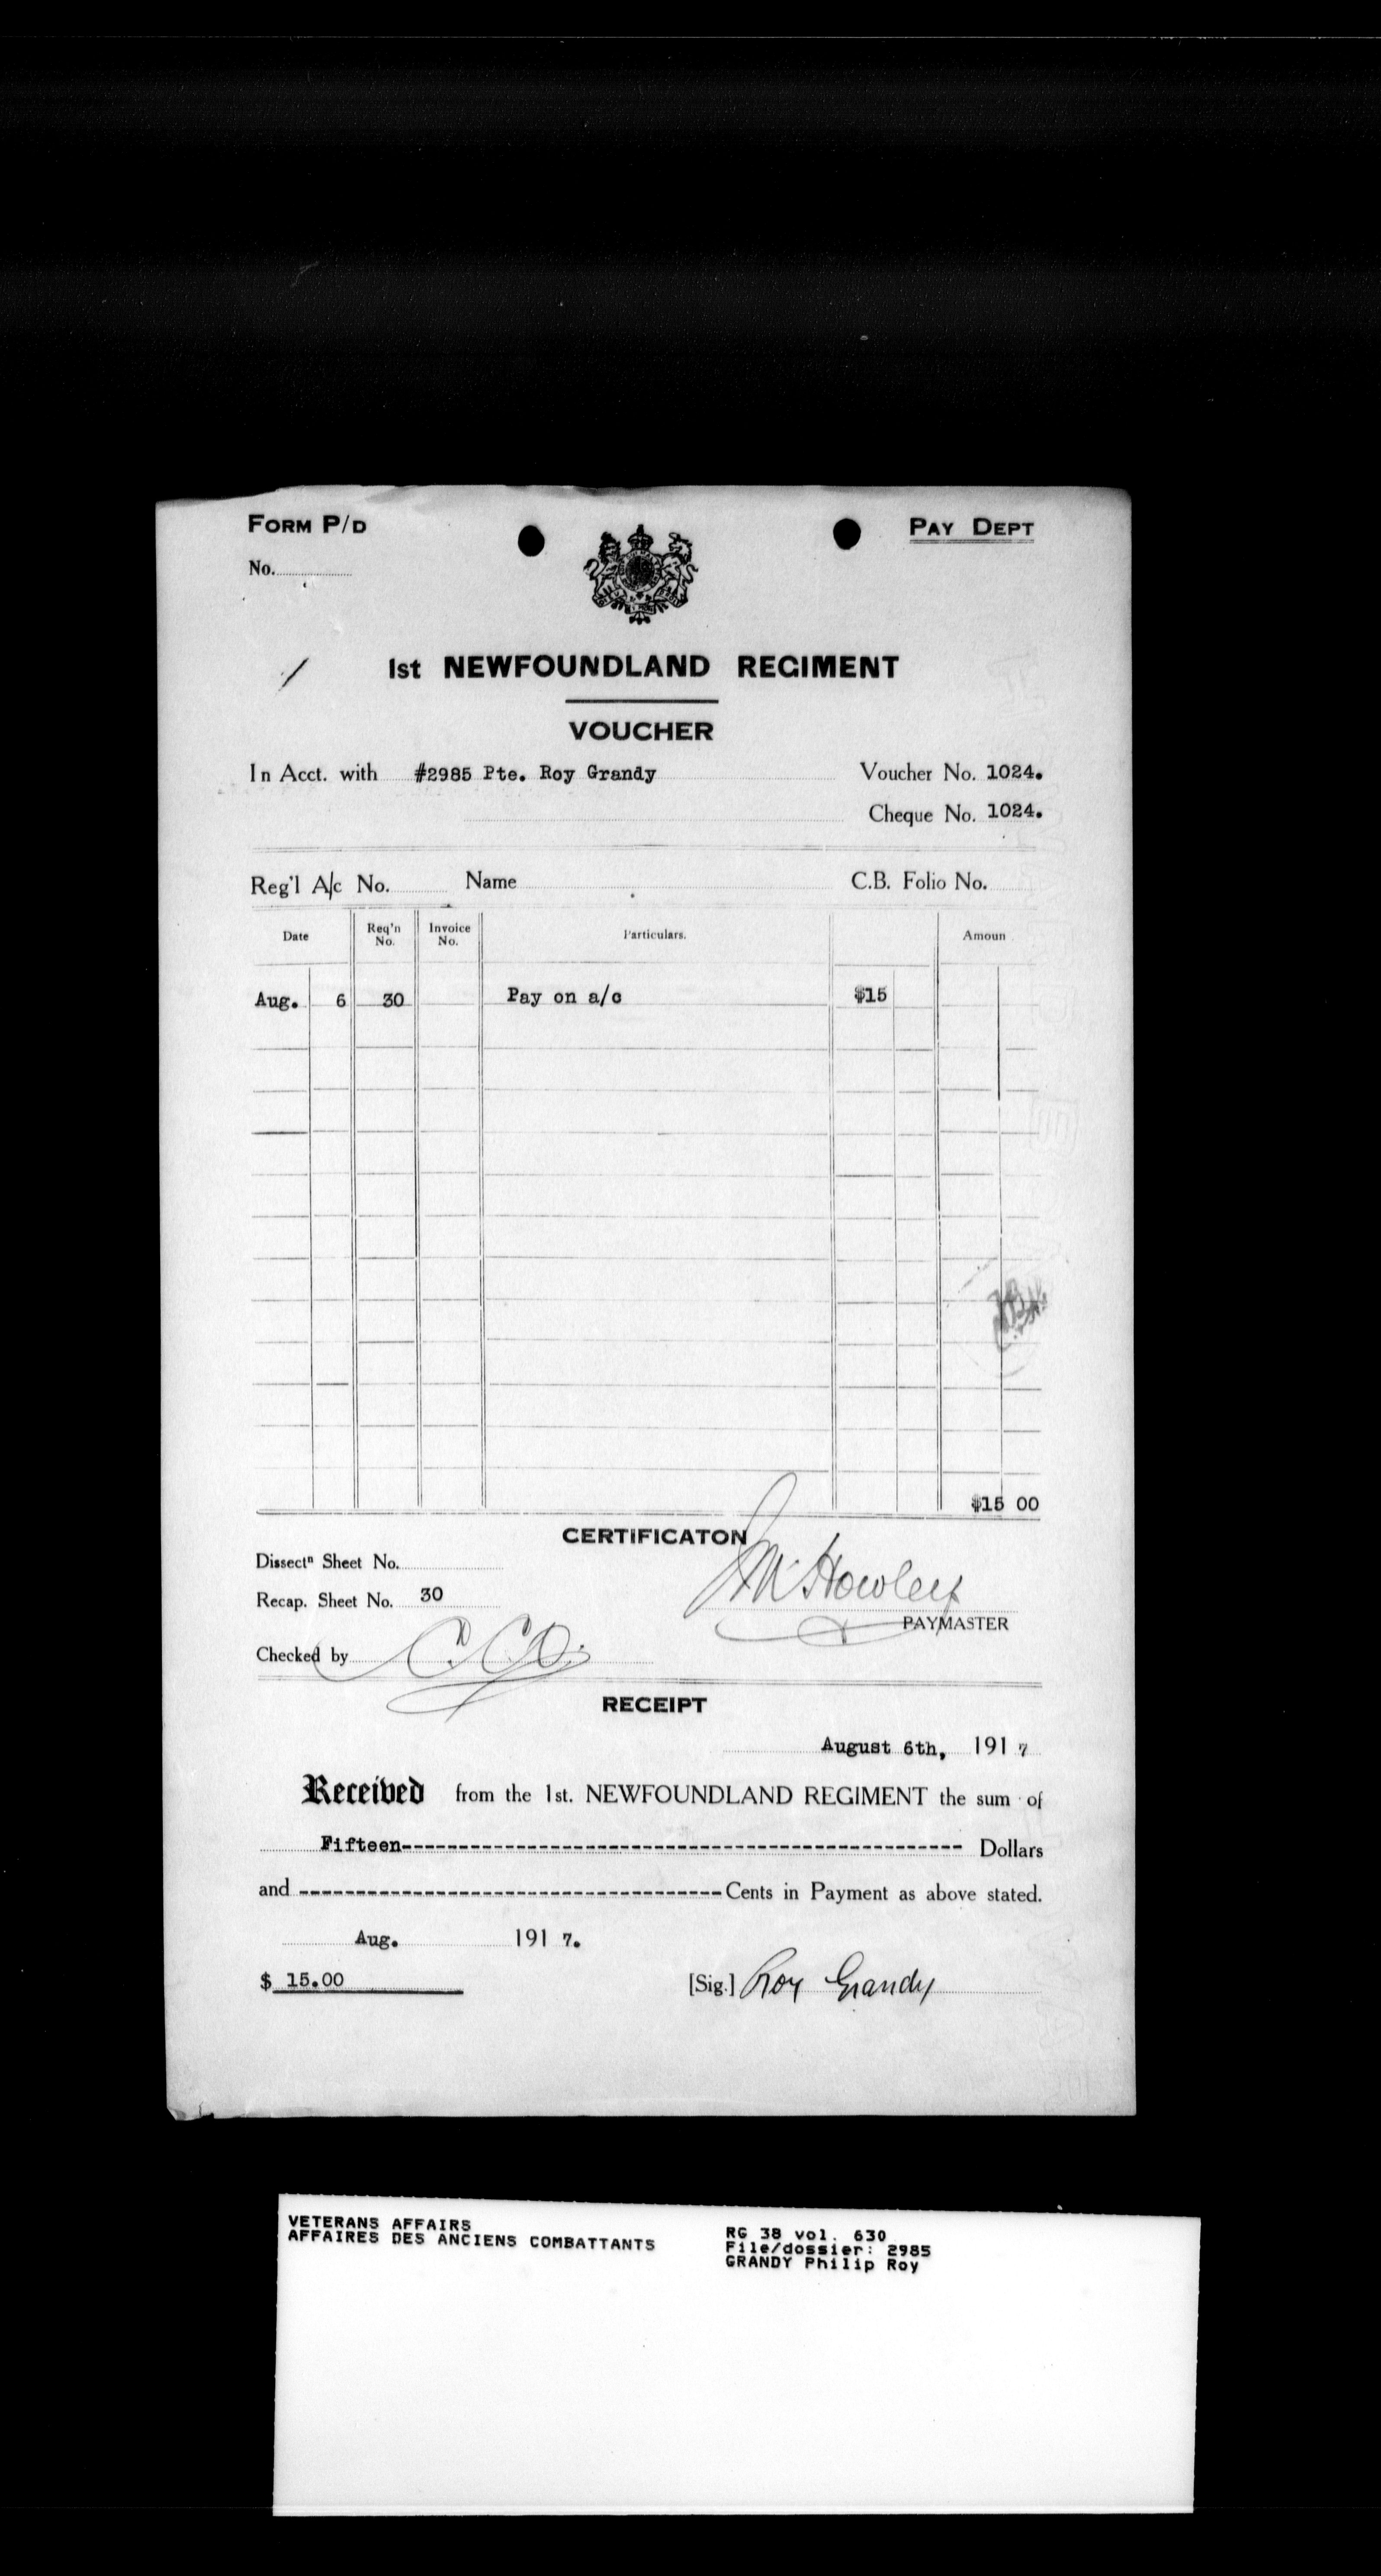 FORM P/D
PAY DEPT
No.
1st NEWFOUNDLAND REGIMENT
VOUCHER
In Acct. with #2985 Pte. Roy Grandy Voucher No. 1024.
Cheque No. 1024.
Reg'l A/c No. Name C.B. Folio No.
Date Req'n No. Invoice No. Particulars. Amoun
Aug. 6 30 Pay on a/c $15
$15 00
CERTIFICATON
Dissectn Sheet No.
Recap. Sheet No. 30
Howley
PAYMASTER
Checked by C.C.O.
RECEIPT
August 6th, 1917
Received from the 1st. NEWFOUNDLAND REGIMENT the sum of
Fifteen---------------------------------------------- Dollars
and -------------------------------------Cents in Payment as above stated.
Aug. 1917.
$ 15.00 [Sig.] Roy Grandy
VETERANS AFFAIRS
AFFAIRES DES ANCIENS COMBATTANTS
RG 38 vol. 630
File/dossier: 2985
GRANDY Philip Roy